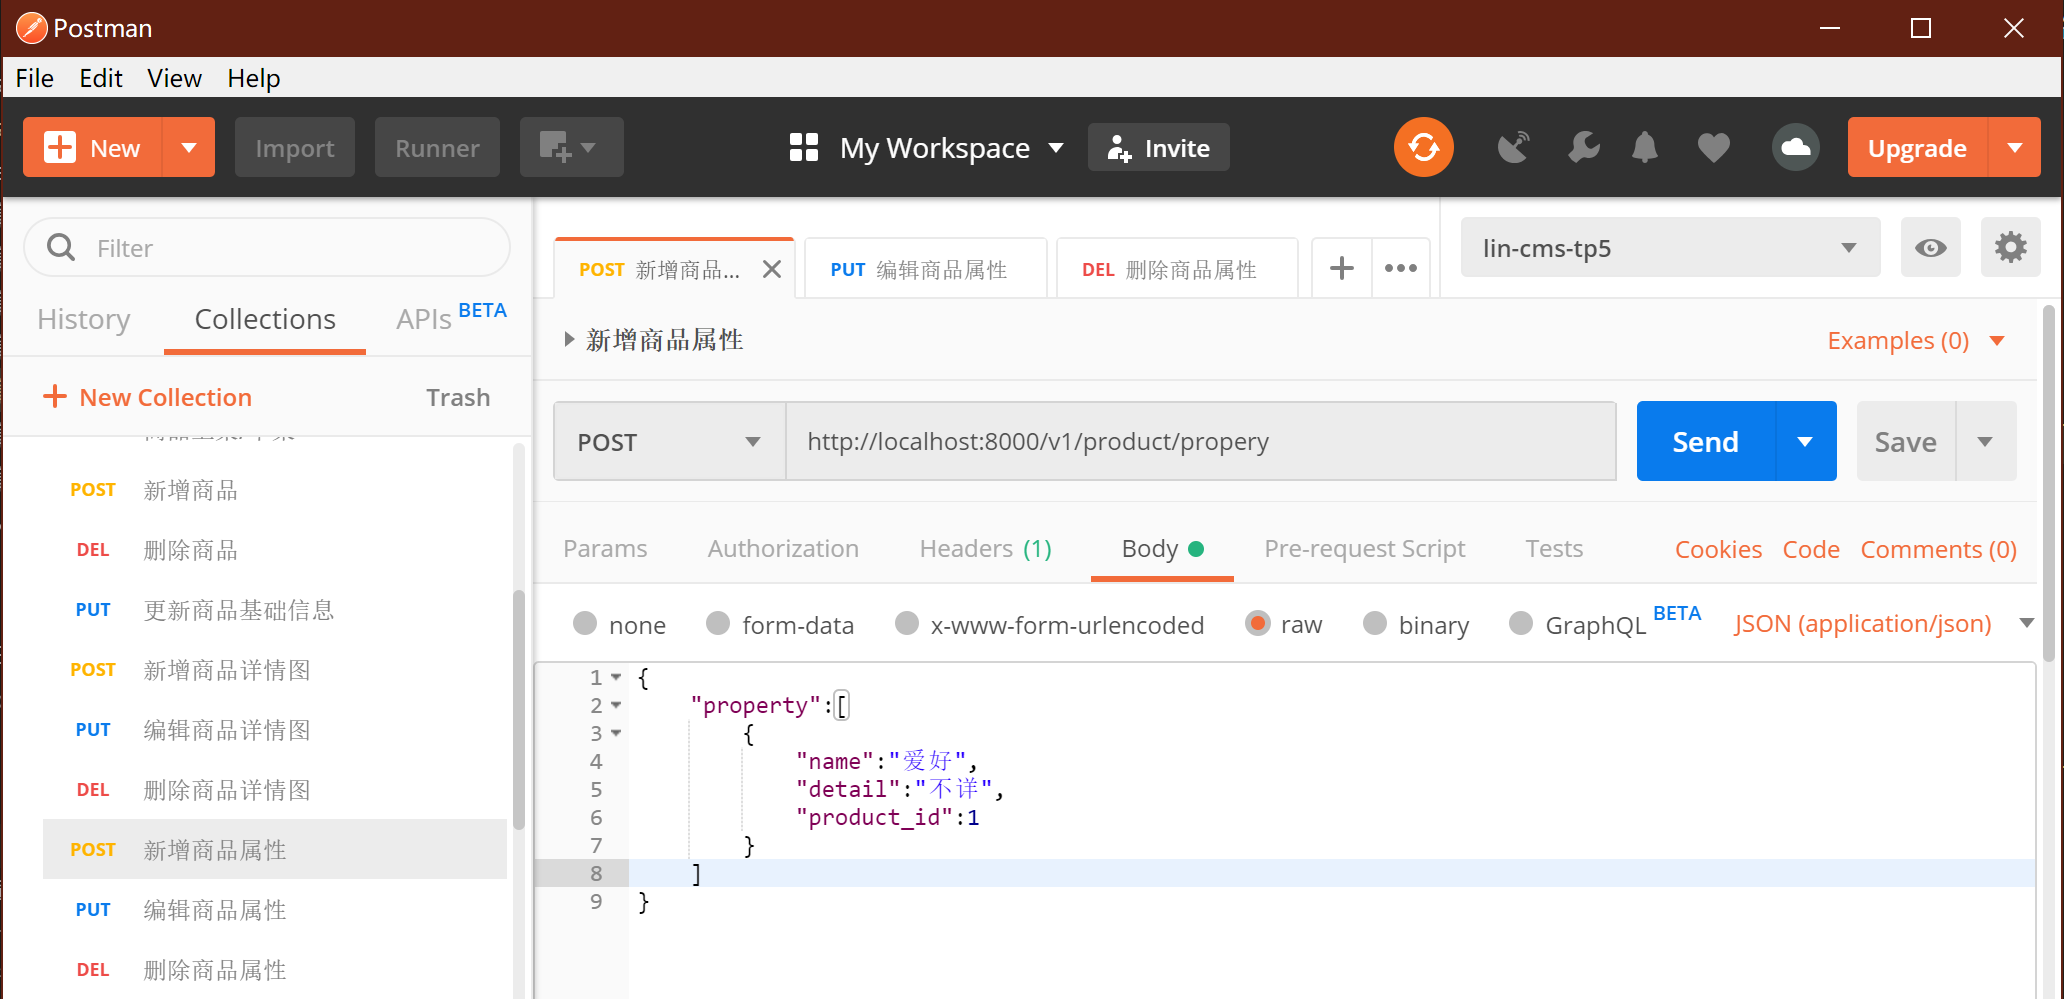 Postman
File Edit View Help
New Import Runner My Workspace Invite Upgrade
Filter
History Collections APIs BETA
New Collection Trash
POST 新增商品
DEL 删除商品
PUT 更新商品基础信息
POST 新增商品详情图
PUT 编辑商品详情图
DEL 删除商品详情图
POST 新增商品属性
PUT 编辑商品属性
DEL 删除商品属性
POST 新增商品... PUT 编辑商品属性 DEL 删除商品属性 lin-cms-tp5
新增商品属性 Examples (0)
POST http://localhost:8000/v1/product/propery Send Save
Params Authorization Headers (1) Body Pre-request Script Tests Cookies Code Comments (0)
none form-data x-www-form-urlencoded raw binary GraphQL BETA JSON (application/json)
1 {
2 "property":[
3 {
4 "name":"爱好",
5 "detail":"不详",
6 "product_id":1
7 }
8 ]
9 }